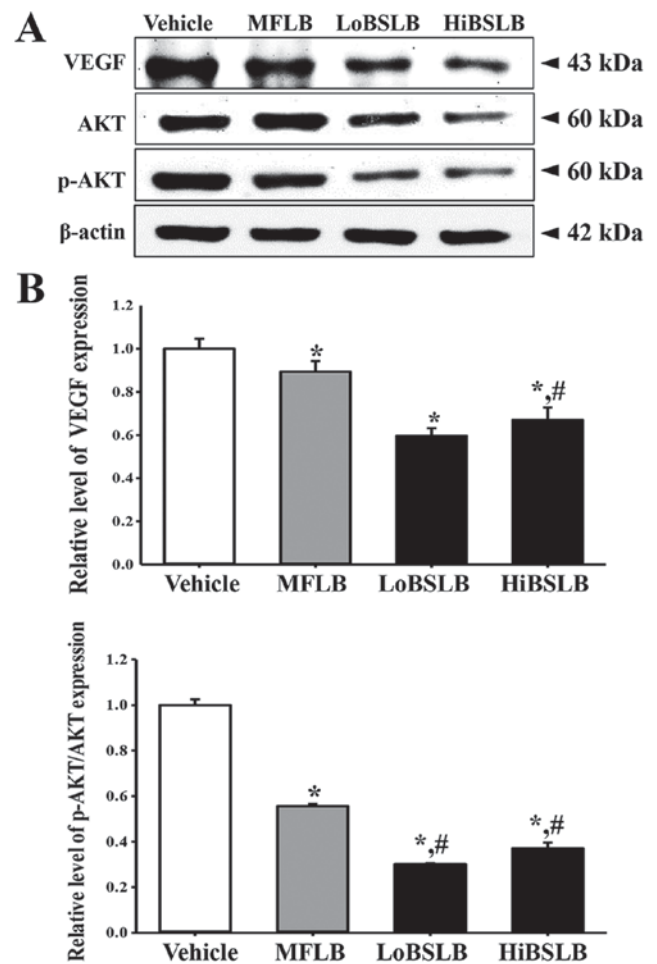 A
Vehicle MFLB LoBSLB HiBSLB
VEGF ◄ 43 kDa
AKT ◄ 60 kDa
p-AKT ◄ 60 kDa
β-actin ◄ 42 kDa
B
Relative level of VEGF expression
1.2
1.0
0.8
0.6
0.4
0.2
0.0
*
*
*,#
Vehicle MFLB LoBSLB HiBSLB
Relative level of p-AKT/AKT expression
1.2
1.0
0.8
0.6
0.4
0.2
0.0
*
*,#
*,#
Vehicle MFLB LoBSLB HiBSLB